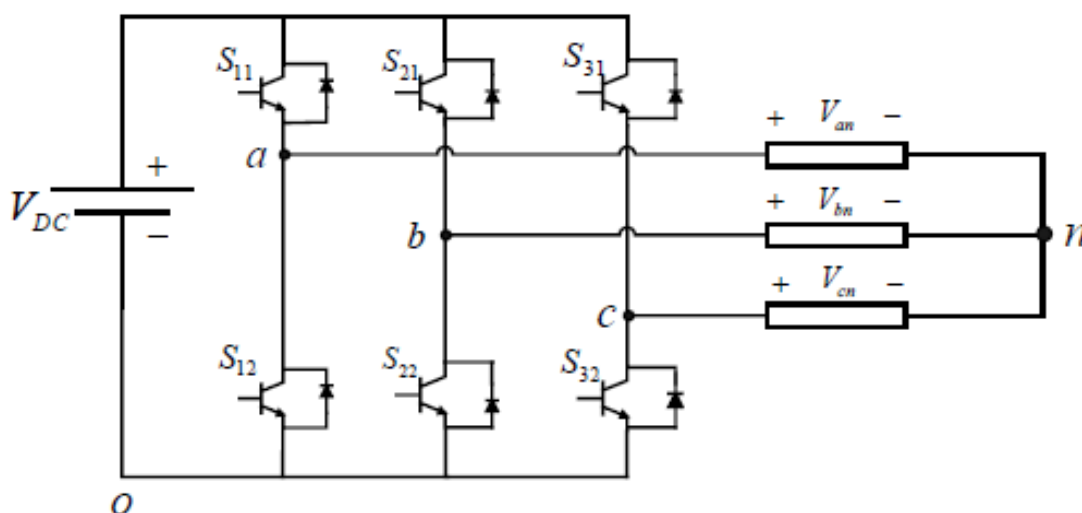 S11 S21 S31
+ Van −
a
+
VDC
−
+ Vbn −
b
n
+ Vcn −
c
S12 S22 S32
o